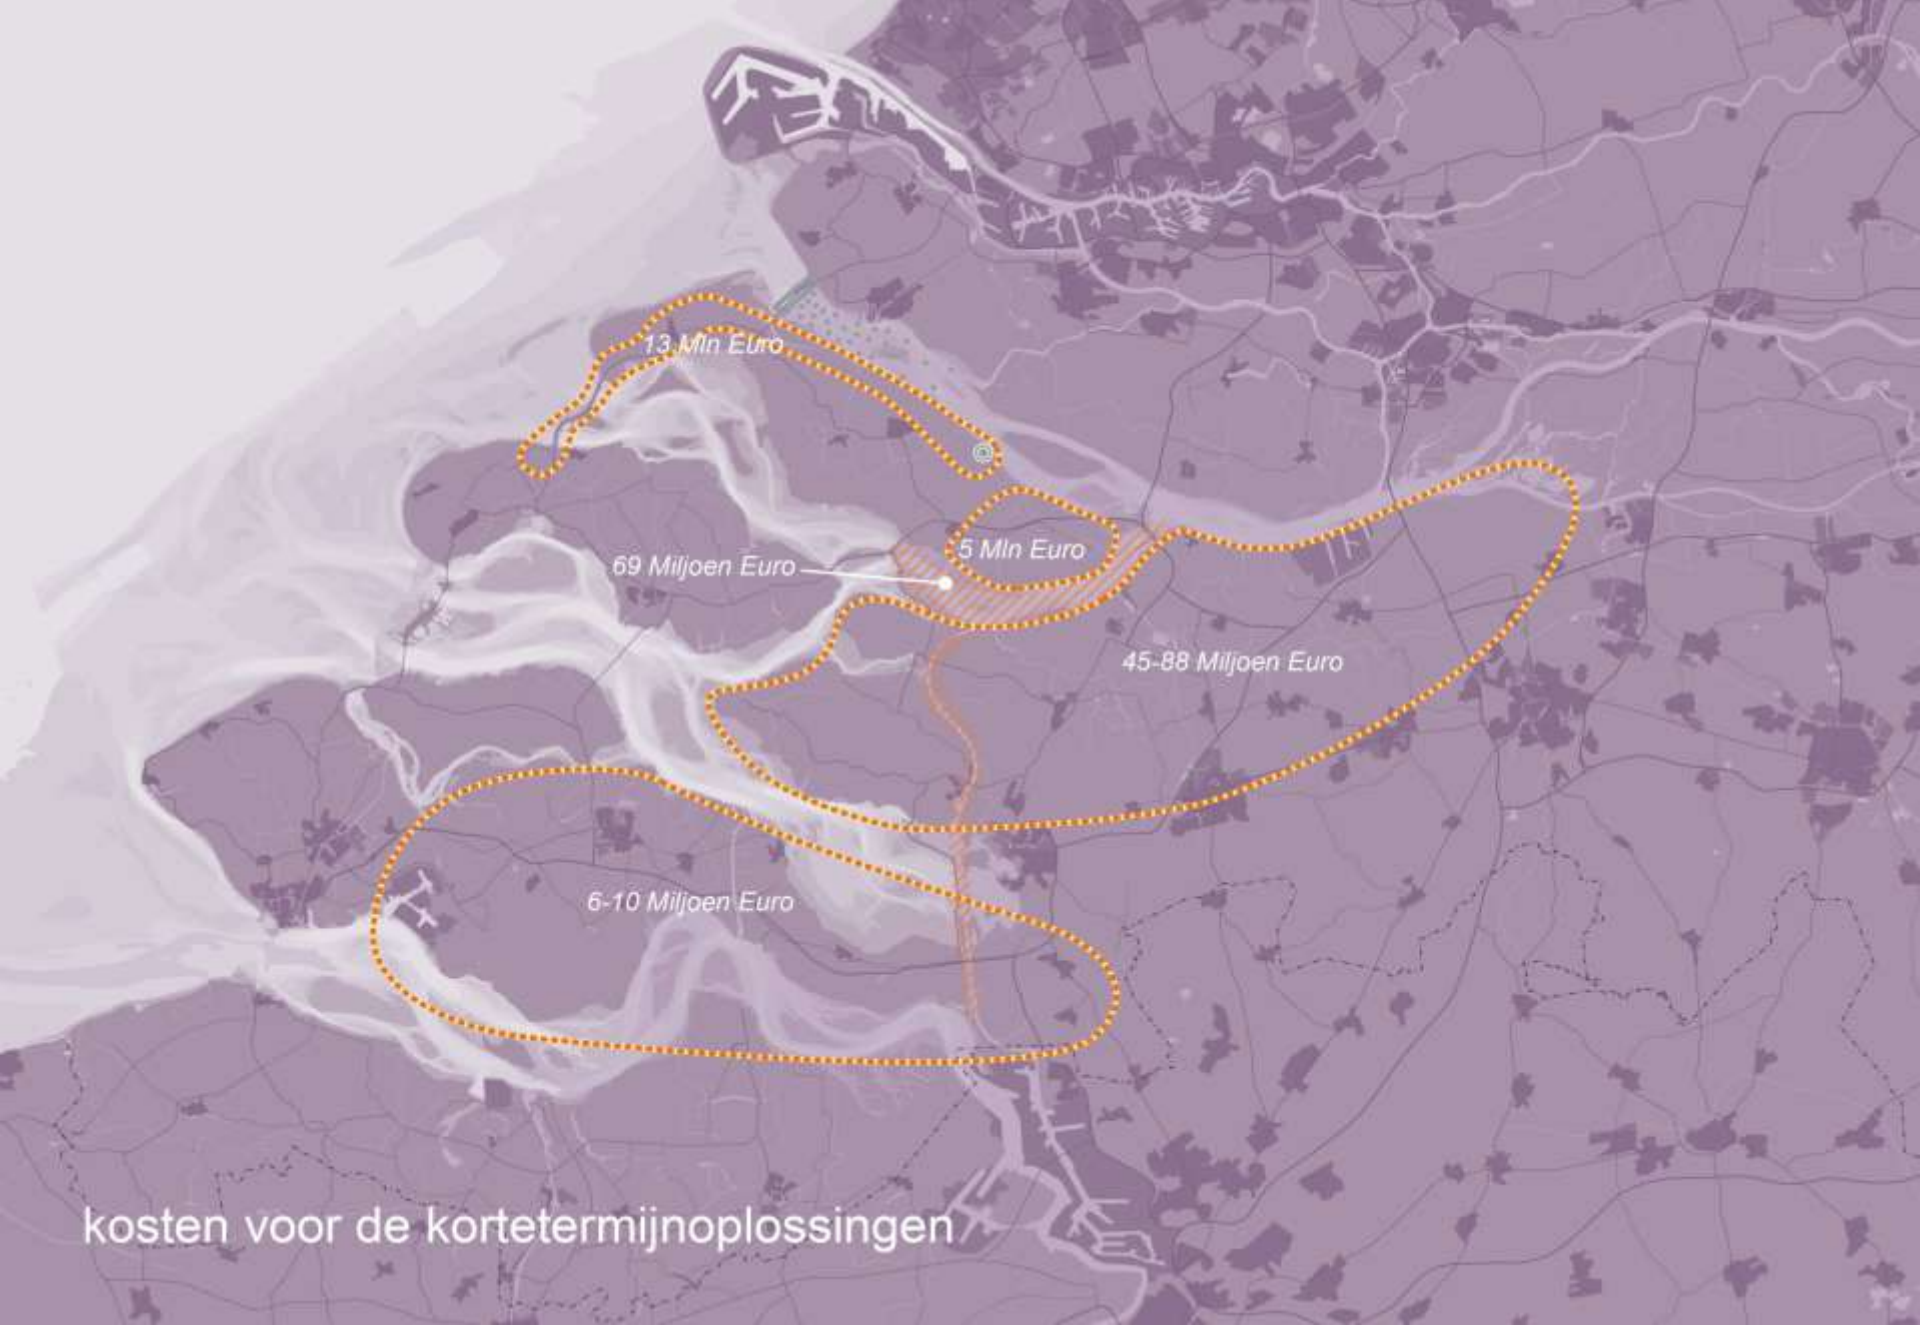 13 Mln Euro
5 Mln Euro
69 Miljoen Euro
45-88 Miljoen Euro
6-10 Miljoen Euro
kosten voor de kortetermijnoplossingen